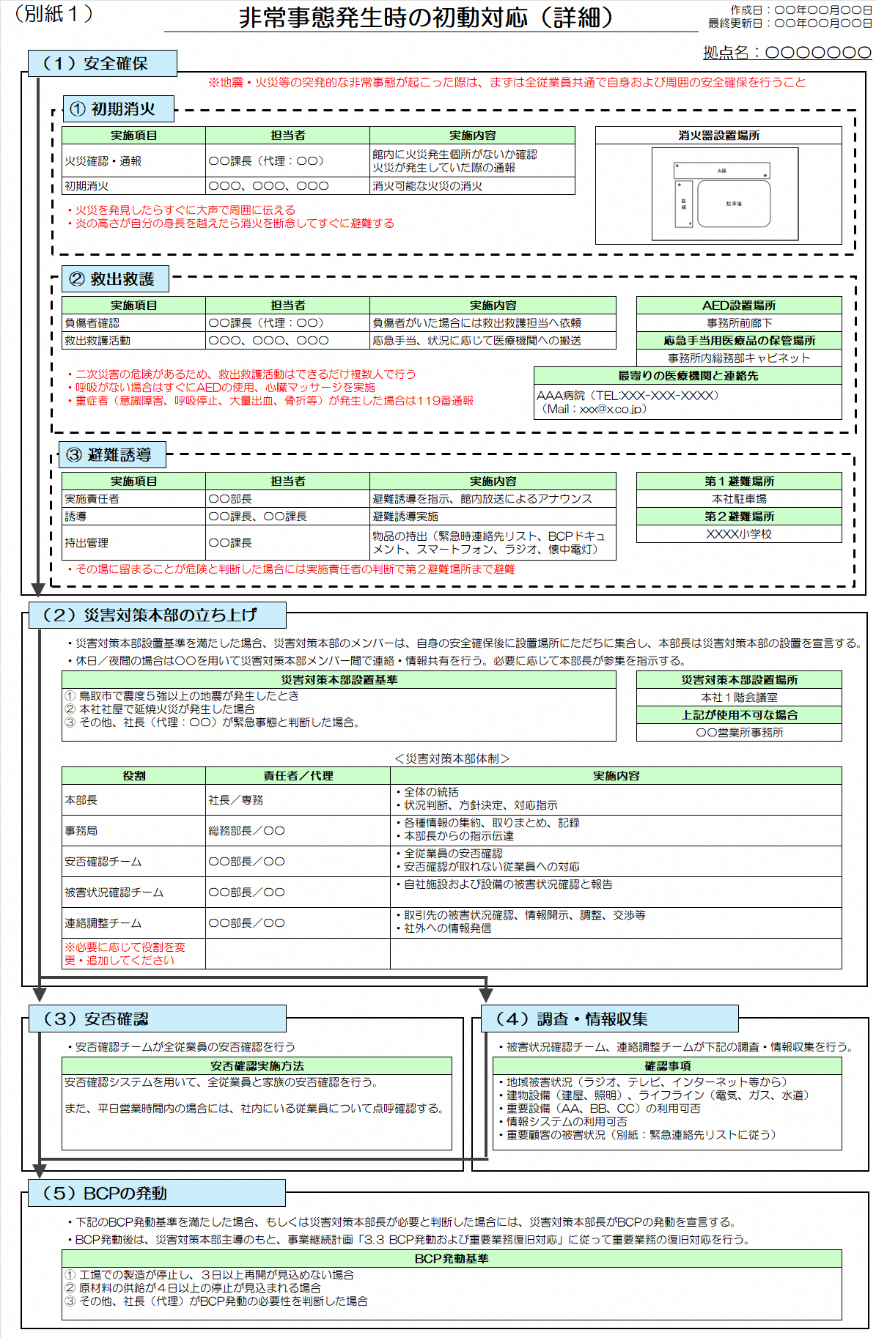 （別紙１）
非常事態発生時の初動対応（詳細）
作成日：〇〇年〇〇月〇〇日
最終更新日：〇〇年〇〇月〇〇日
拠点名：〇〇〇〇〇〇〇
（１）安全確保
※地震・火災等の突発的な非常事態が起こった際は、まずは全従業員共通で自身および周囲の安全確保を行うこと
① 初期消火
実施項目 担当者 実施内容
火災確認・通報 〇〇課長（代理：〇〇） 館内に火災発生個所がないか確認
火災が発生していた際の通報
初期消火 〇〇〇、〇〇〇、〇〇〇 消火可能な火災の消火
・火災を発見したらすぐに大声で周囲に伝える
・炎の高さが自分の身長を越えたら消火を断念してすぐに避難する
消火器設置場所
A棟
B棟
駐車場
② 救出救護
実施項目 担当者 実施内容
負傷者確認 〇〇課長（代理：〇〇） 負傷者がいた場合には救出救護担当へ依頼
救出救護活動 〇〇〇、〇〇〇、〇〇〇 応急手当、状況に応じて医療機関への搬送
・二次災害の危険があるため、救出救護活動はできるだけ複数人で行う
・呼吸がない場合はすぐにAEDの使用、心臓マッサージを実施
・重症者（意識障害、呼吸停止、大量出血、骨折等）が発生した場合は119番通報
AED設置場所
事務所前廊下
応急手当用医療品の保管場所
事務所内総務部キャビネット
最寄りの医療機関と連絡先
AAA病院（TEL:XXX-XXX-XXXX）
（Mail：xxx@x.co.jp）
③ 避難誘導
実施項目 担当者 実施内容
実施責任者 〇〇部長 避難誘導を指示、館内放送によるアナウンス
誘導 〇〇課長、〇〇課長 避難誘導実施
持出管理 〇〇課長 物品の持出（緊急時連絡先リスト、BCPドキュ
メント、スマートフォン、ラジオ、懐中電灯）
・その場に留まることが危険と判断した場合には実施責任者の判断で第２避難場所まで避難
第１避難場所
本社駐車場
第２避難場所
XXXX小学校
（２）災害対策本部の立ち上げ
・災害対策本部設置基準を満たした場合、災害対策本部のメンバーは、自身の安全確保後に設置場所にただちに集合し、本部長は災害対策本部の設置を宣言する。
・休日／夜間の場合は〇〇を用いて災害対策本部メンバー間で連絡・情報共有を行う。必要に応じて本部長が参集を指示する。
災害対策本部設置基準
① 鳥取市で震度５強以上の地震が発生したとき
② 本社社屋で延焼火災が発生した場合
③ その他、社長（代理：〇〇）が緊急事態と判断した場合。
災害対策本部設置場所
本社１階会議室
上記が使用不可な場合
〇〇営業所事務所
＜災害対策本部体制＞
役割 責任者／代理 実施内容
本部長 社長／専務 ・全体の統括
・状況判断、方針決定、対応指示
事務局 総務部長／〇〇 ・各種情報の集約、取りまとめ、記録
・本部長からの指示伝達
安否確認チーム 〇〇部長／〇〇 ・全従業員の安否確認
・安否確認が取れない従業員への対応
被害状況確認チーム 〇〇部長／〇〇 ・自社施設および設備の被害状況確認と報告
連絡調整チーム 〇〇部長／〇〇 ・取引先の被害状況確認、情報開示、調整、交渉等
・社外への情報発信
※必要に応じて役割を変
更・追加してください
（３）安否確認
・安否確認チームが全従業員の安否確認を行う
安否確認実施方法
安否確認システムを用いて、全従業員と家族の安否確認を行う。
また、平日営業時間内の場合には、社内にいる従業員について点呼確認する。
（４）調査・情報収集
・被害状況確認チーム、連絡調整チームが下記の調査・情報収集を行う。
確認事項
・地域被害状況（ラジオ、テレビ、インターネット等から）
・建物設備（建屋、照明）、ライフライン（電気、ガス、水道）
・重要設備（AA、BB、CC）の利用可否
・情報システムの利用可否
・重要顧客の被害状況（別紙：緊急連絡先リストに従う）
（５）BCPの発動
・下記のBCP発動基準を満たした場合、もしくは災害対策本部長が必要と判断した場合には、災害対策本部長がBCPの発動を宣言する。
・BCP発動後は、災害対策本部主導のもと、事業継続計画「3.3 BCP発動および重要業務復旧対応」に従って重要業務の復旧対応を行う。
BCP発動基準
① 工場での製造が停止し、３日以上再開が見込めない場合
② 原材料の供給が４日以上の停止が見込まれる場合
③ その他、社長（代理）がBCP発動の必要性を判断した場合